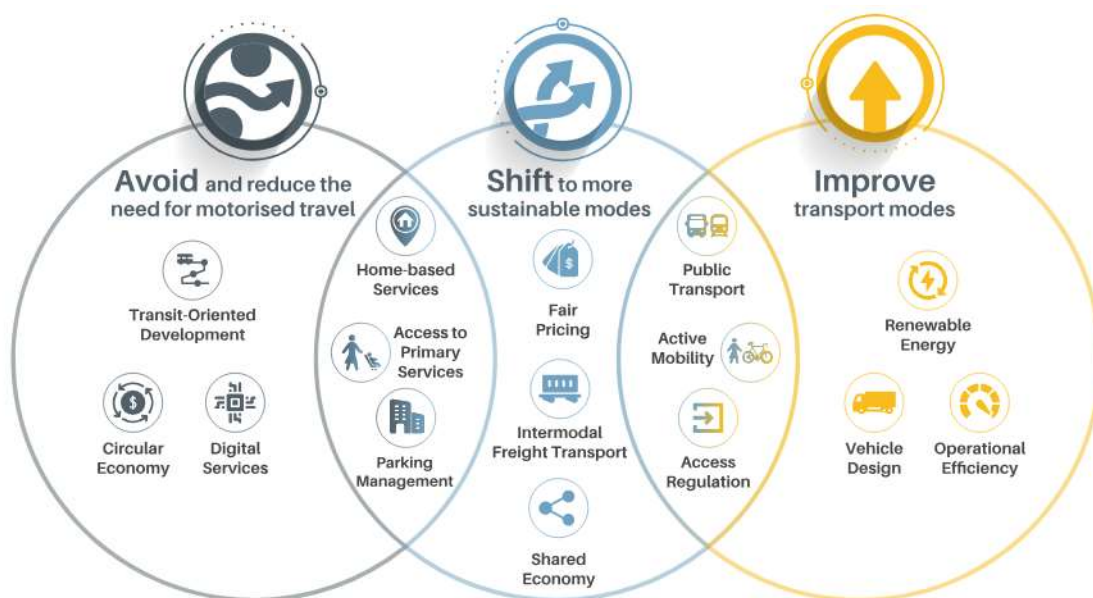 Avoid and reduce the
need for motorised travel
Transit-Oriented
Development
Circular
Economy
Digital
Services
Home-based
Services
Access to
Primary
Services
Parking
Management
Shift to more
sustainable modes
Fair
Pricing
Intermodal
Freight Transport
Shared
Economy
Public
Transport
Active
Mobility
Access
Regulation
Improve
transport modes
Renewable
Energy
Vehicle
Design
Operational
Efficiency